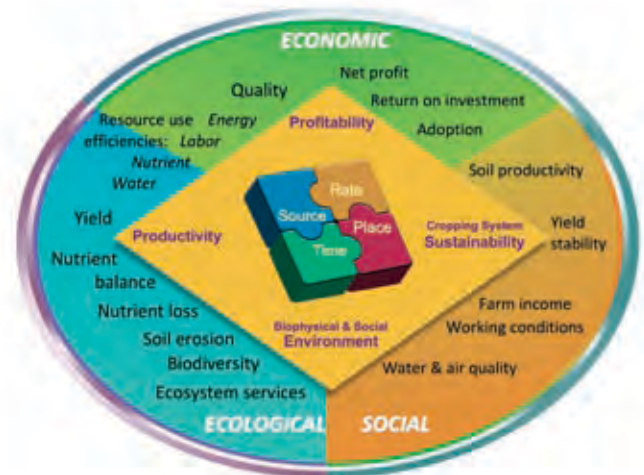 ECONOMIC
Net profit
Quality
Return on investment
Resource use Energy
efficiencies: Labor
Profitability
Adoption
Nutrient
Water
Soil productivity
Rate
Source
Place
Time
Yield
Productivity
Cropping System
Sustainability
Yield
stability
Nutrient
balance
Nutrient loss
Farm income
Working conditions
Soil erosion
Biophysical & Social
Environment
Biodiversity
Water & air quality
Ecosystem services
ECOLOGICAL
SOCIAL